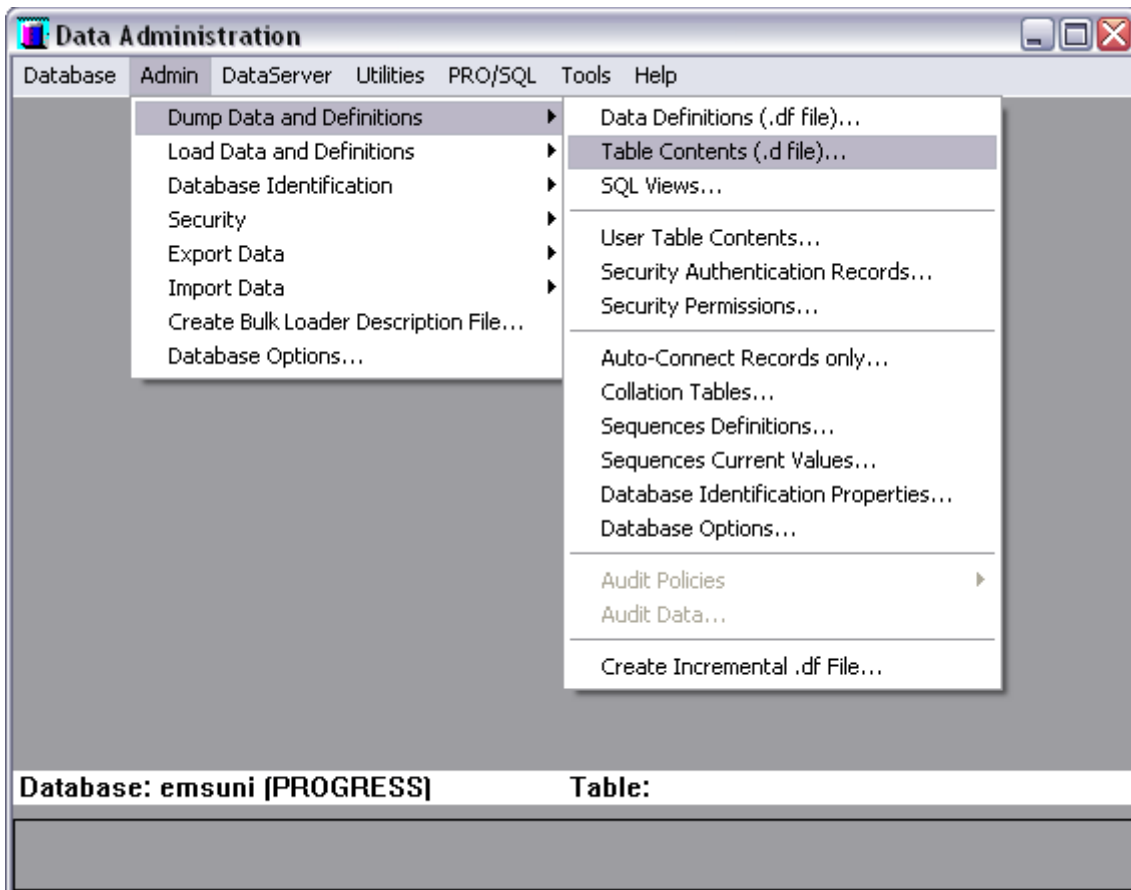 Data Administration
Database Admin DataServer Utilities PRO/SQL Tools Help
Dump Data and Definitions
Load Data and Definitions
Database Identification
Security
Export Data
Import Data
Create Bulk Loader Description File...
Database Options...
Data Definitions (.df file)...
Table Contents (.d file)...
SQL Views...
User Table Contents...
Security Authentication Records...
Security Permissions...
Auto-Connect Records only...
Collation Tables...
Sequences Definitions...
Sequences Current Values...
Database Identification Properties...
Database Options...
Audit Policies
Audit Data...
Create Incremental .df File...
Database: emsuni (PROGRESS) Table: